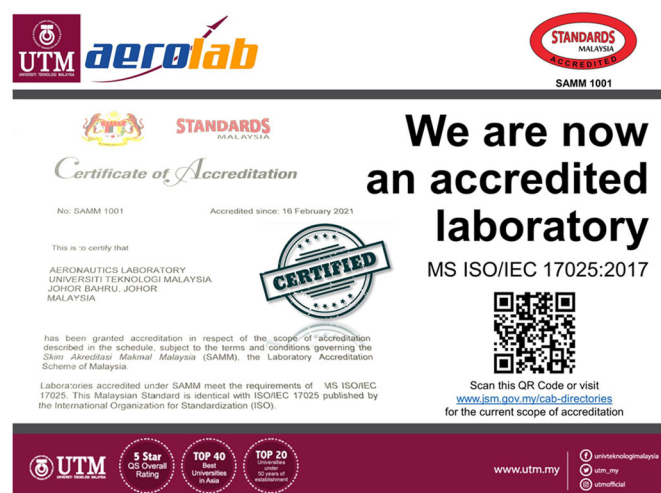 UTM
UNIVERSITI TEKNOLOGI MALAYSIA
aerolab
STANDARDS
MALAYSIA
ACCREDITED
SAMM 1001
STANDARDS
MALAYSIA
Certificate of Accreditation
No: SAMM 1001
Accredited since: 16 February 2021
This is to certify that
AERONAUTICS LABORATORY
UNIVERSITI TEKNOLOGI MALAYSIA
JOHOR BAHRU, JOHOR
MALAYSIA
CERTIFIED
has been granted accreditation in respect of the scope of accreditation
described in the schedule, subject to the terms and conditions governing the
Skim Akreditasi Makmal Malaysia (SAMM), the Laboratory Accreditation
Scheme of Malaysia.
Laboratories accredited under SAMM meet the requirements of MS ISO/IEC
17025. This Malaysian Standard is identical with ISO/IEC 17025 published by
the International Organization for Standardization (ISO).
We are now
an accredited
laboratory
MS ISO/IEC 17025:2017
Scan this QR Code or visit
www.jsm.gov.my/cab-directories
for the current scope of accreditation
UTM
5 Star
QS Overall
Rating
TOP 40
Best
Universities
in Asia
TOP 20
Universities
under
50 years of
establishment
www.utm.my
univteknologimalaysia
utm_my
utmofficial